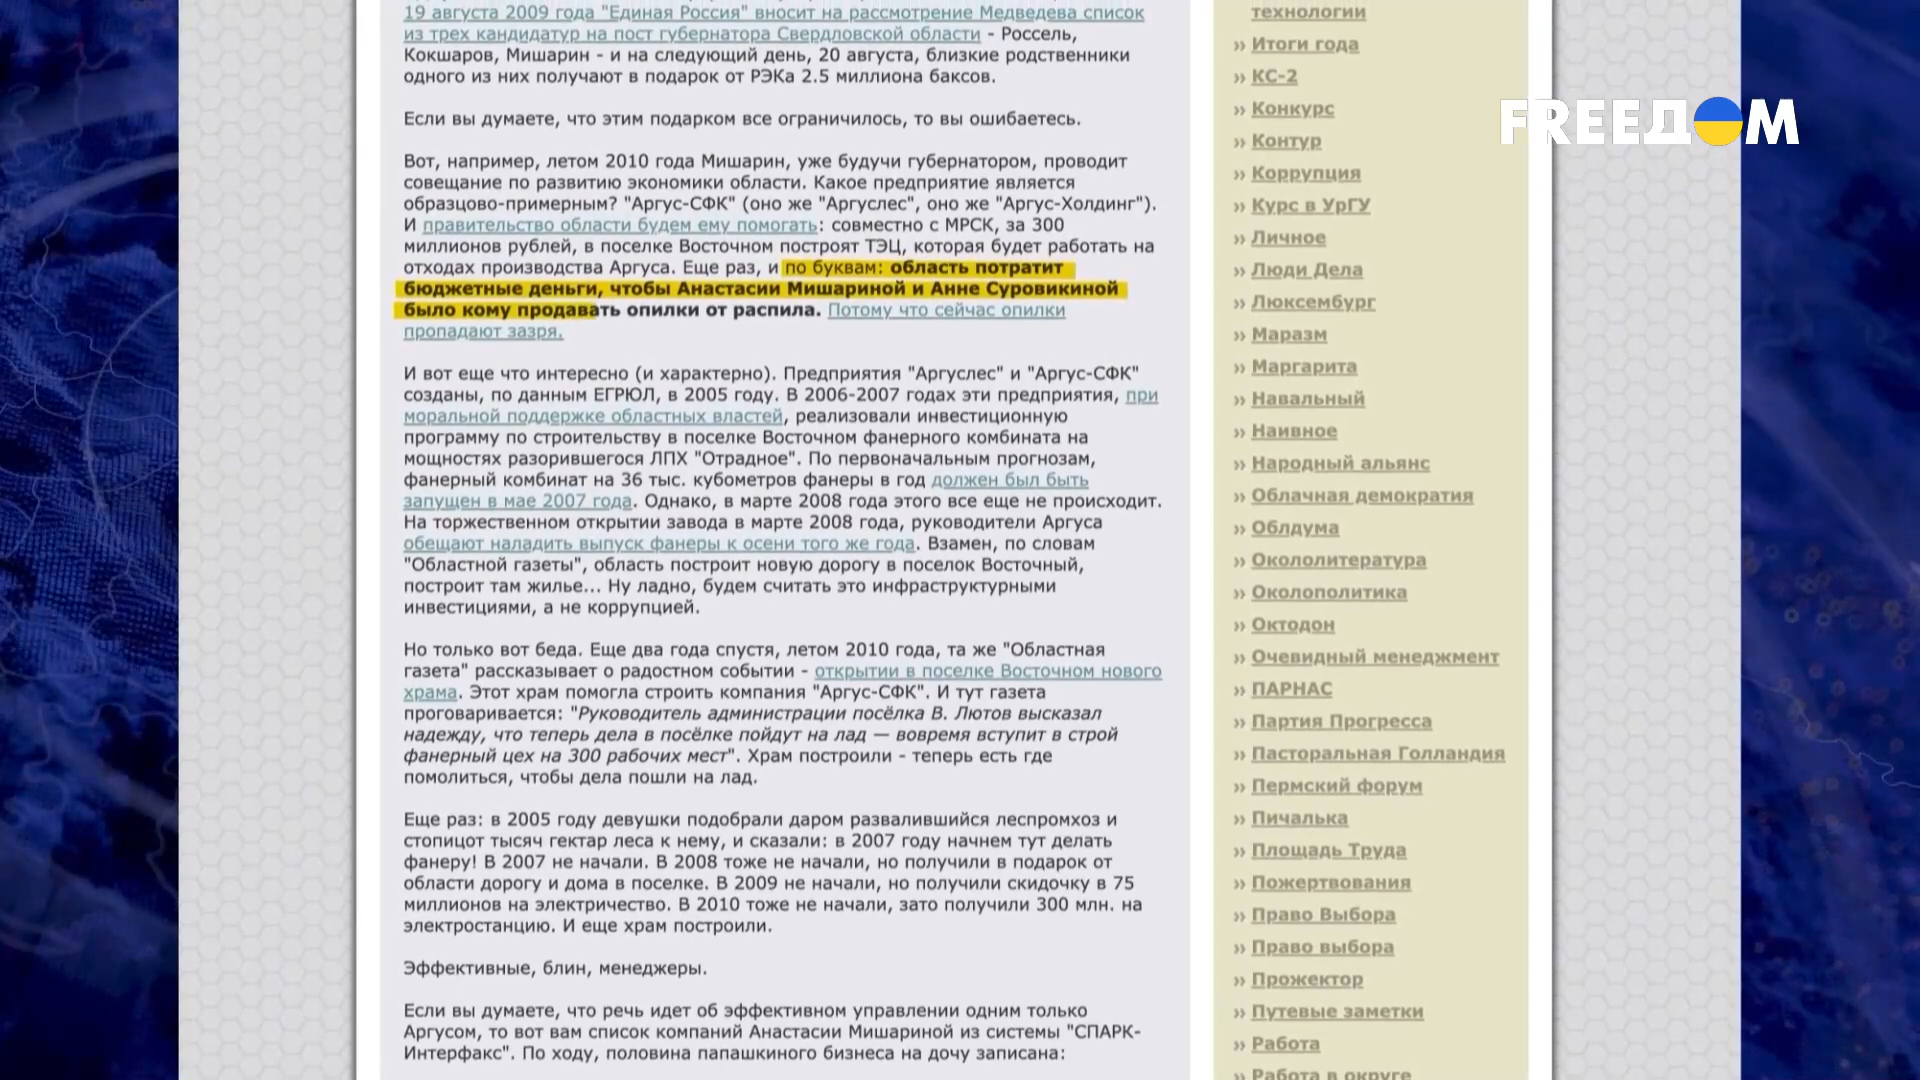 19 августа 2009 года "Единая Россия" вносит на рассмотрение Медведева список
из трех кандидатур на пост губернатора Свердловской области - Россель,
Кокшаров, Мишарин - и на следующий день, 20 августа, близкие родственники
одного из них получают в подарок от РЭКа 2.5 миллиона баксов.
Если вы думаете, что этим подарком все ограничилось, то вы ошибаетесь.
Вот, например, летом 2010 года Мишарин, уже будучи губернатором, проводит
совещание по развитию экономики области. Какое предприятие является
образцово-примерным? "Аргус-СФК" (оно же "Аргуслес", оно же "Аргус-Холдинг").
И правительство области будем ему помогать: совместно с МРСК, за 300
миллионов рублей, в поселке Восточном построят ТЭЦ, которая будет работать на
отходах производства Аргуса. Еще раз, и по буквам: область потратит
бюджетные деньги, чтобы Анастасии Мишариной и Анне Суровикиной
было кому продавать опилки от распила. Потому что сейчас опилки
пропадают зазря.
И вот еще что интересно (и характерно). Предприятия "Аргуслес" и "Аргус-СФК"
созданы, по данным ЕГРЮЛ, в 2005 году. В 2006-2007 годах эти предприятия, при
моральной поддержке областных властей, реализовали инвестиционную
программу по строительству в поселке Восточном фанерного комбината на
мощностях разорившегося ЛПХ "Отрадное". По первоначальным прогнозам,
фанерный комбинат на 36 тыс. кубометров фанеры в год должен был быть
запущен в мае 2007 года. Однако, в марте 2008 года этого все еще не происходит.
На торжественном открытии завода в марте 2008 года, руководители Аргуса
обещают наладить выпуск фанеры к осени того же года. Взамен, по словам
"Областной газеты", область построит новую дорогу в поселок Восточный,
построит там жилье... Ну ладно, будем считать это инфраструктурными
инвестициями, а не коррупцией.
Но только вот беда. Еще два года спустя, летом 2010 года, та же "Областная
газета" рассказывает о радостном событии - открытии в поселке Восточном нового
храма. Этот храм помогла строить компания "Аргус-СФК". И тут газета
проговаривается: "Руководитель администрации посёлка В. Лютов высказал
надежду, что теперь дела в посёлке пойдут на лад — вовремя вступит в строй
фанерный цех на 300 рабочих мест". Храм построили - теперь есть где
помолиться, чтобы дела пошли на лад.
Еще раз: в 2005 году девушки подобрали даром развалившийся леспромхоз и
стопицот тысяч гектар леса к нему, и сказали: в 2007 году начнем тут делать
фанеру! В 2007 не начали. В 2008 тоже не начали, но получили в подарок от
области дорогу и дома в поселке. В 2009 не начали, но получили скидочку в 75
миллионов на электричество. В 2010 тоже не начали, зато получили 300 млн. на
электростанцию. И еще храм построили.
Эффективные, блин, менеджеры.
Если вы думаете, что речь идет об эффективном управлении одним только
Аргусом, то вот вам список компаний Анастасии Мишариной из системы "СПАРК-
Интерфакс". По ходу, половина папашкиного бизнеса на дочу записана:
технологии
›› Итоги года
›› КС-2
›› Конкурс
›› Контур
›› Коррупция
›› Курс в УрГУ
›› Личное
›› Люди Дела
›› Люксембург
›› Маразм
›› Маргарита
›› Навальный
›› Наивное
›› Народный альянс
›› Облачная демократия
›› Облдума
›› Окололитература
›› Околополитика
›› Октодон
›› Очевидный менеджмент
›› ПАРНАС
›› Партия Прогресса
›› Пасторальная Голландия
›› Пермский форум
›› Пичалька
›› Площадь Труда
›› Пожертвования
›› Право Выбора
›› Право выбора
›› Прожектор
›› Путевые заметки
›› Работа
›› Работа в округе
FREEДOM